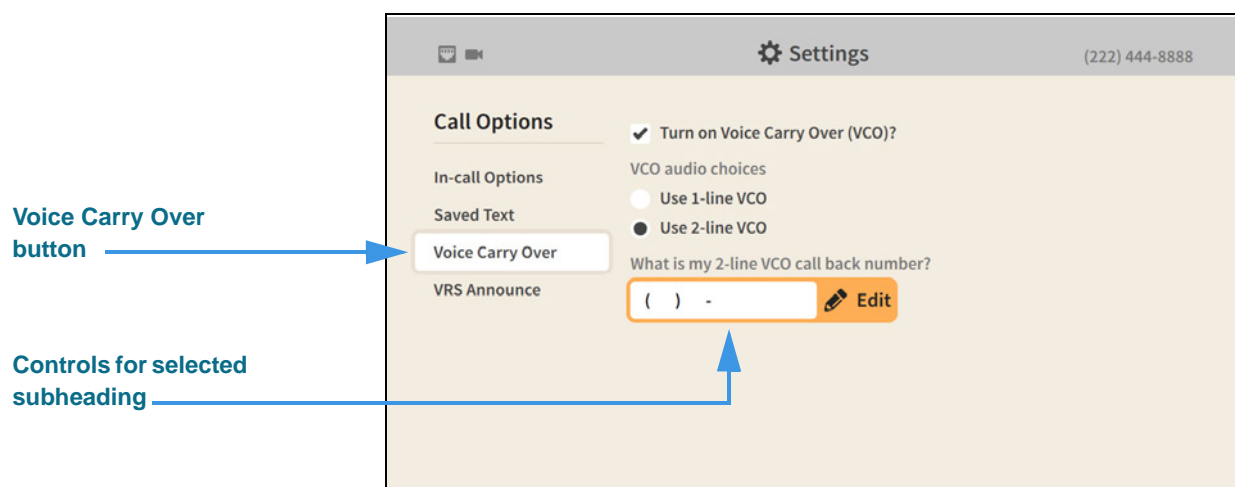 Settings
(222) 444-8888
Call Options
In-call Options
Saved Text
Voice Carry Over
VRS Announce
Turn on Voice Carry Over (VCO)?
VCO audio choices
Use 1-line VCO
Use 2-line VCO
What is my 2-line VCO call back number?
( ) -
Edit
Voice Carry Over
button
Controls for selected
subheading